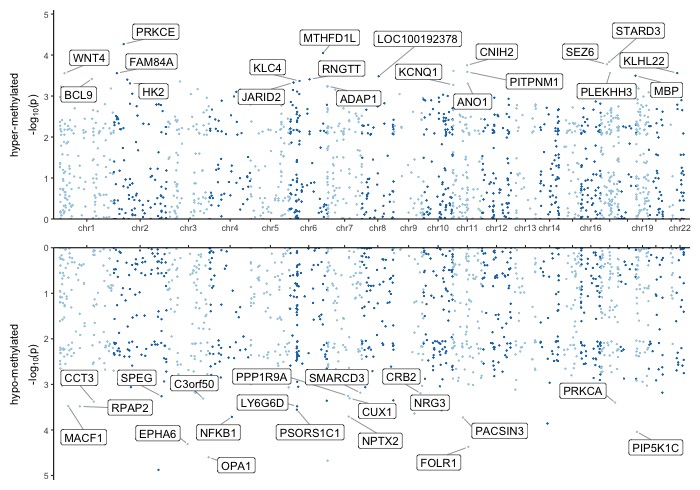 hyper-methylated
-log10(p)
5
4
3
2
1
0
PRKCE
WNT4
FAM84A
BCL9
HK2
MTHFD1L
LOC100192378
KLC4
RNGTT
JARID2
ADAP1
KCNQ1
CNIH2
PITPNM1
ANO1
STARD3
SEZ6
KLHL22
PLEKHH3
MBP
chr1
chr2
chr3
chr4
chr5
chr6
chr7
chr8
chr9
chr10
chr11
chr12
chr13
chr14
chr16
chr19
chr22
hypo-methylated
-log10(p)
0
1
2
3
4
5
CCT3
SPEG
C3orf50
PPP1R9A
SMARCD3
CRB2
PRKCA
RPAP2
LY6G6D
CUX1
NRG3
MACF1
EPHA6
NFKB1
PSORS1C1
NPTX2
PACSIN3
PIP5K1C
OPA1
FOLR1